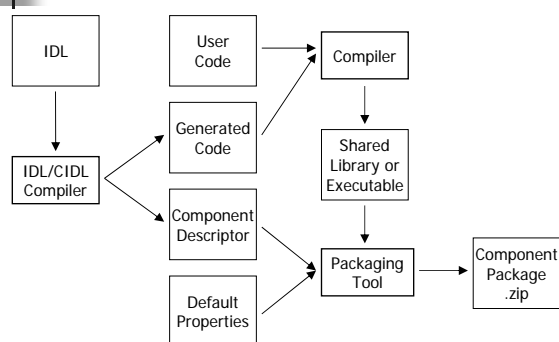 IDL
User
Code
Compiler
Generated
Code
Shared
Library or
Executable
IDL/CIDL
Compiler
Component
Descriptor
Packaging
Tool
Component
Package
.zip
Default
Properties